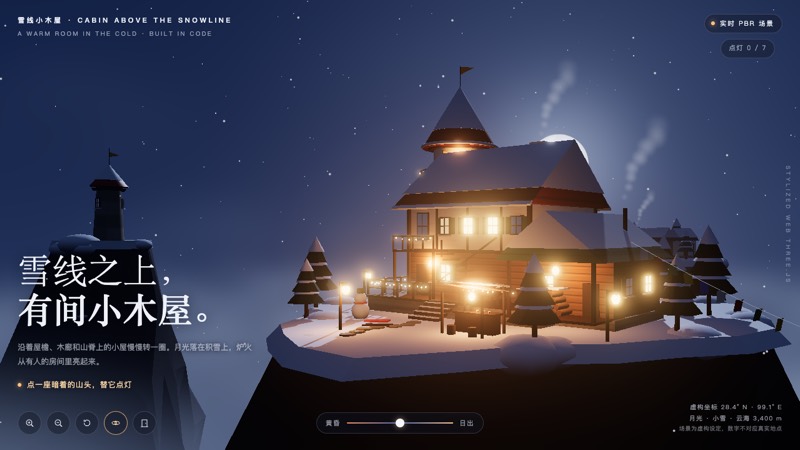 雪线小木屋 · CABIN ABOVE THE SNOWLINE
A WARM ROOM IN THE COLD · BUILT IN CODE
实时 PBR 场景
点灯 0 / 7
STYLIZED WEB THREE.JS
雪线之上，
有间小木屋。
沿着屋檐、木廊和山脊上的小屋慢慢转一圈。月光落在积雪上，炉火
从有人的房间里亮起来。
点一座暗着的山头，替它点灯
黄昏
日出
虚构坐标 28.4° N · 99.1° E
月光 · 小雪 · 云海 3,400 m
场景为虚构设定，数字不对应真实地点